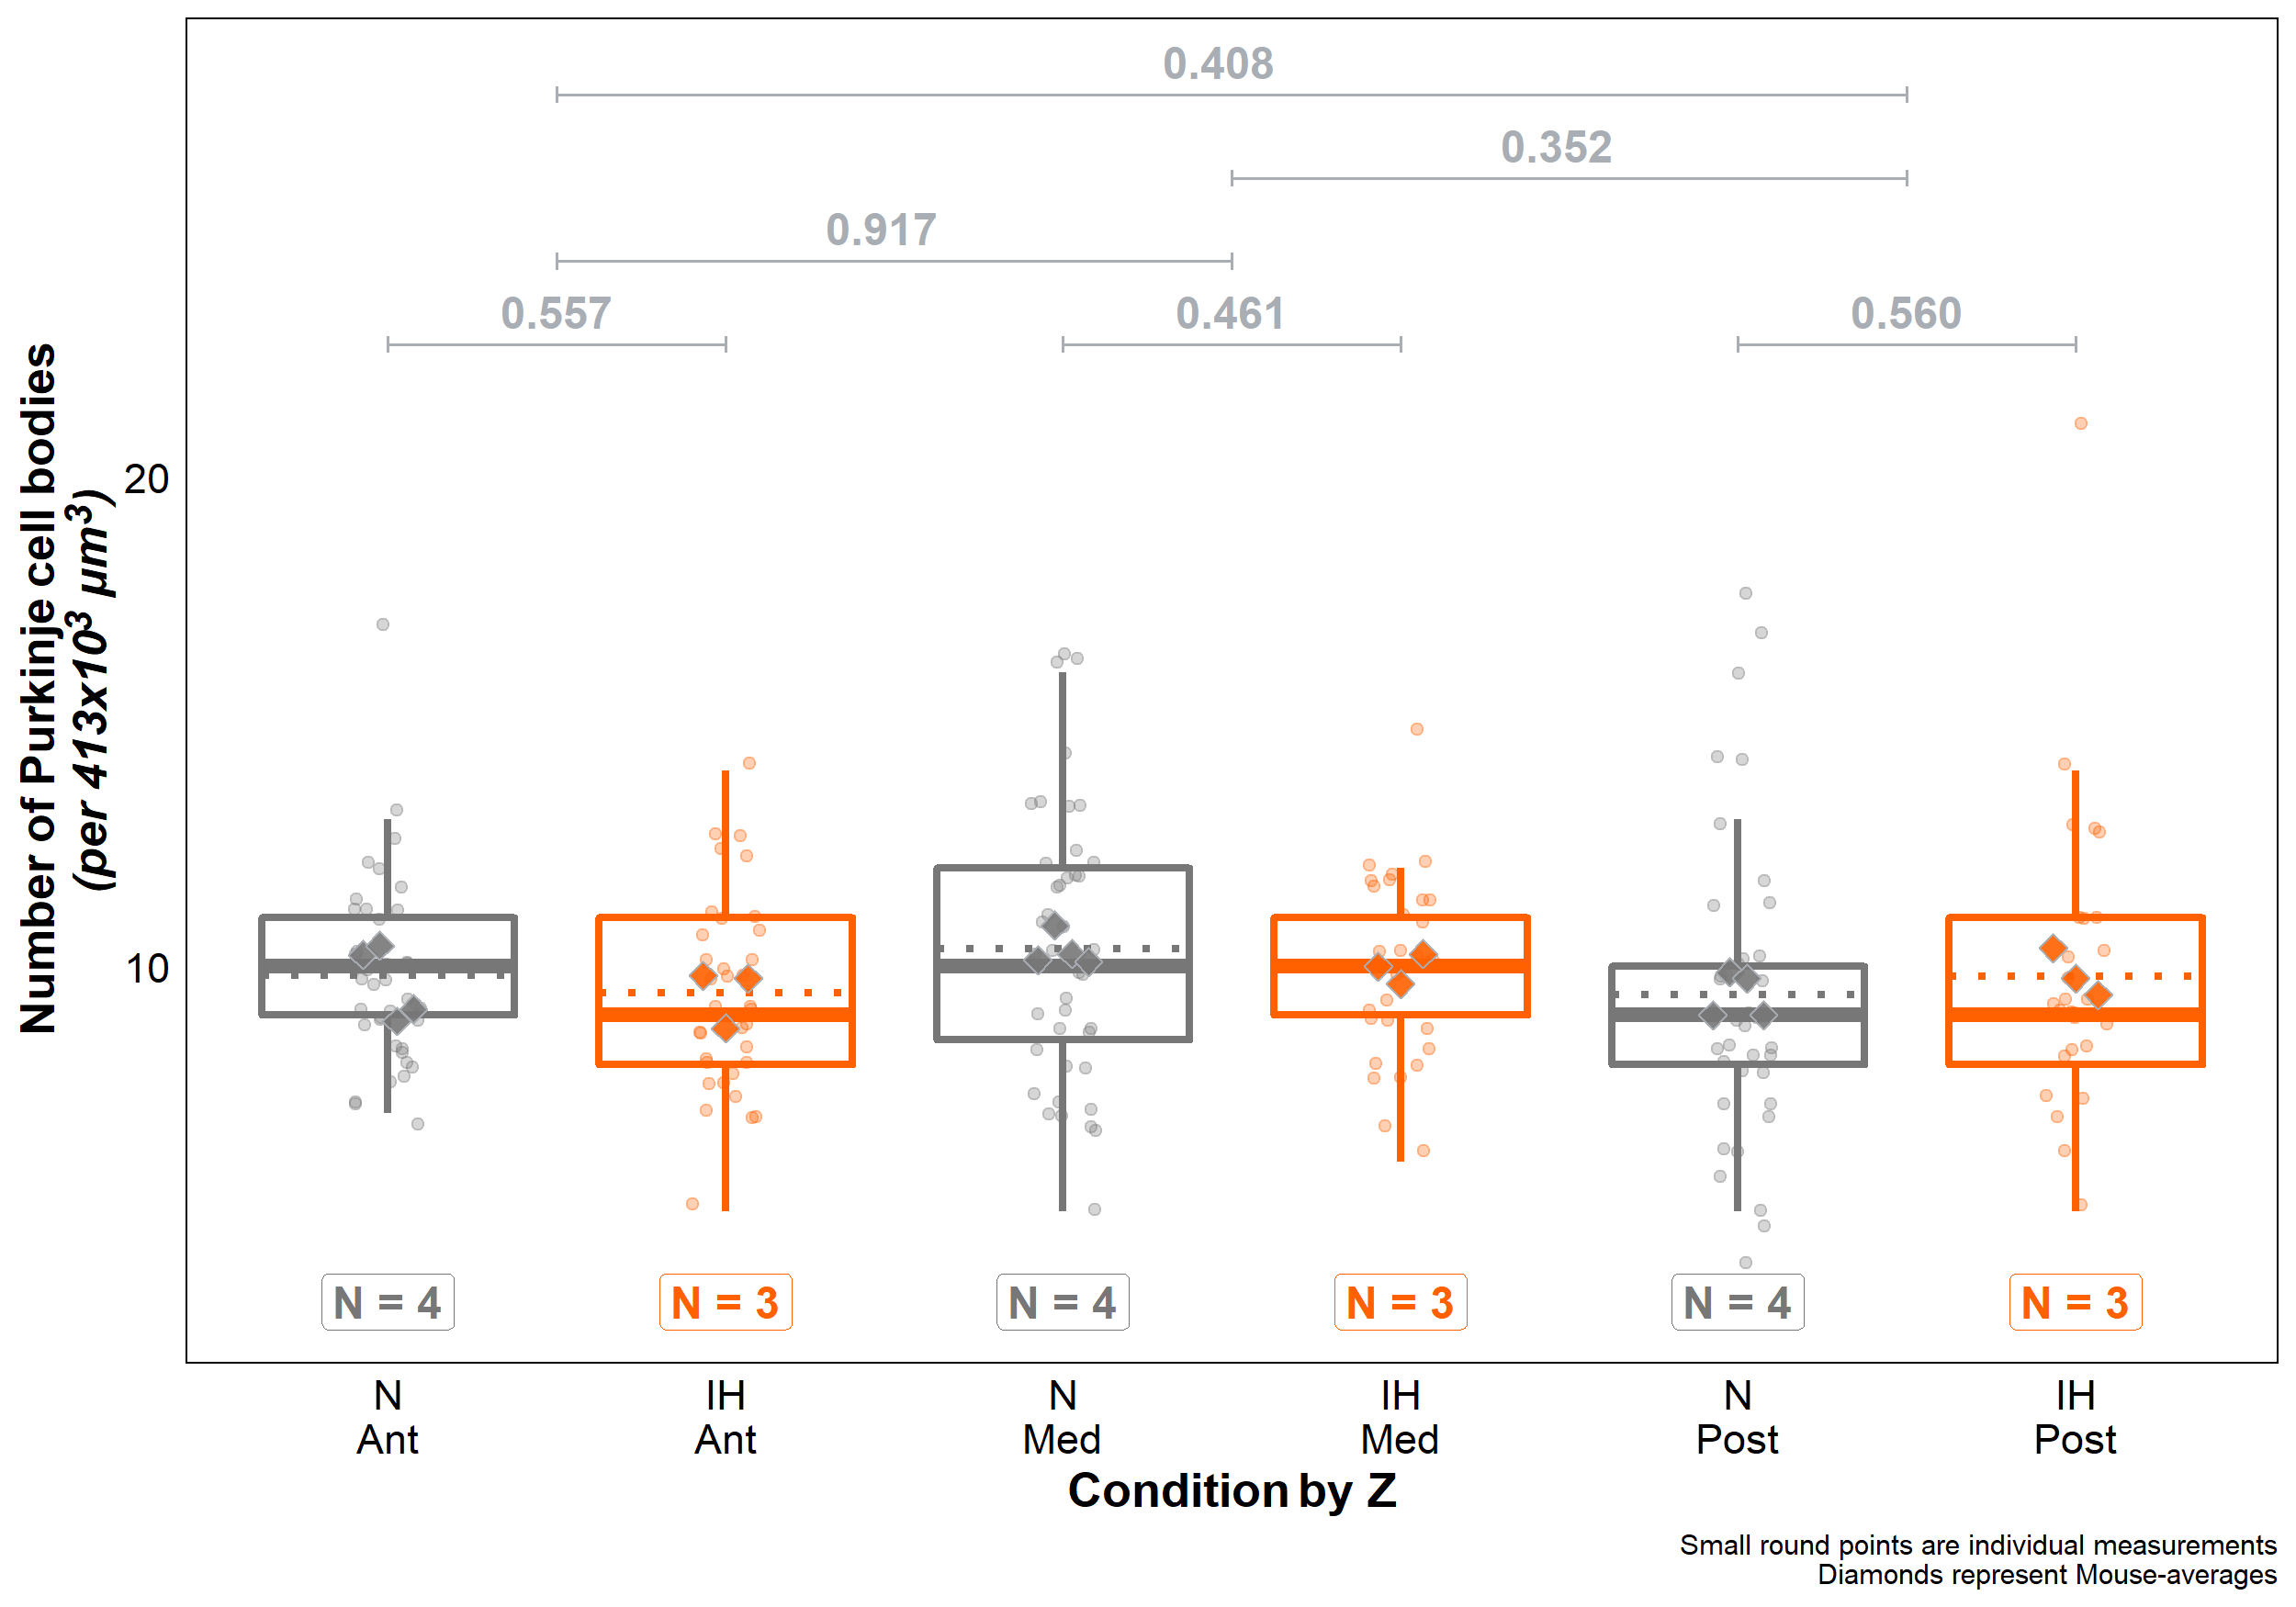 0.408
0.352
0.917
0.557 0.461 0.560
Number of Purkinje cell bodies
(per 413x10³ µm³)
20
10
N = 4 N = 3 N = 4 N = 3 N = 4 N = 3
N IH N IH N IH
Ant Ant Med Med Post Post
Condition by Z
Small round points are individual measurements
Diamonds represent Mouse-averages